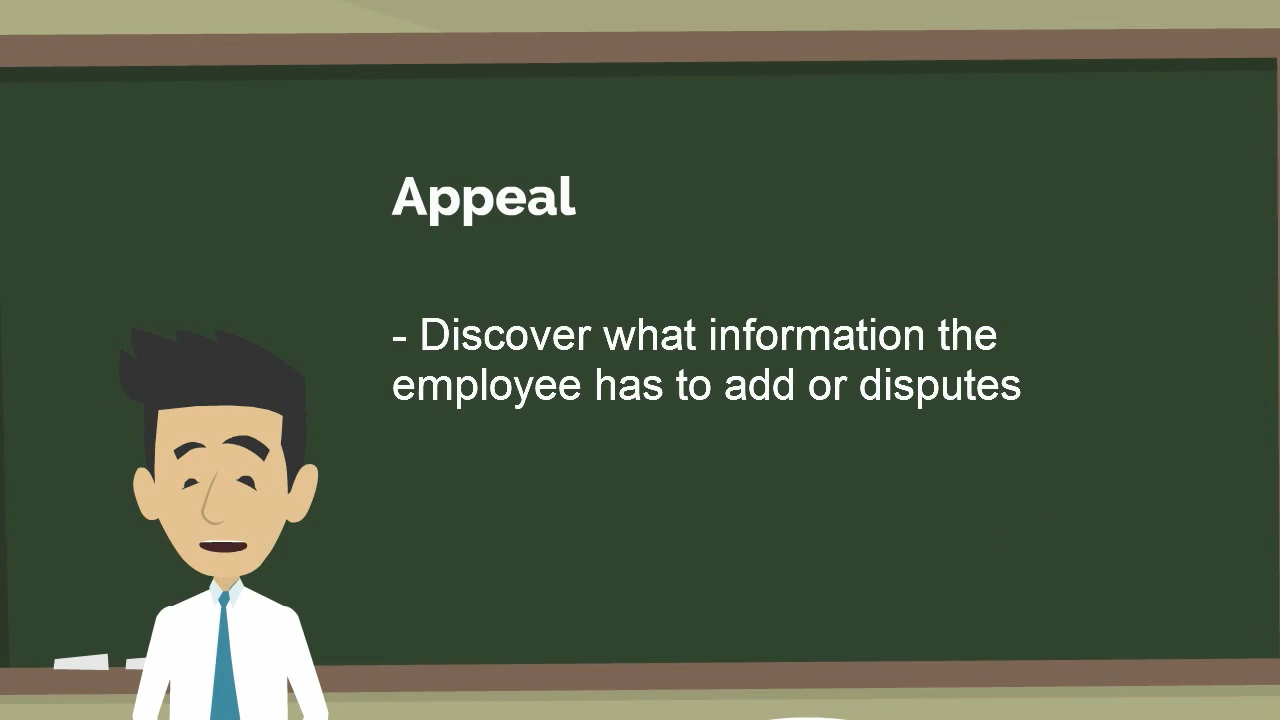 Appeal
- Discover what information the
employee has to add or disputes